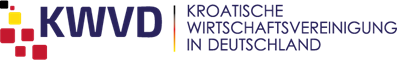 KWVD
KROATISCHE
WIRTSCHAFTSVEREINIGUNG
IN DEUTSCHLAND